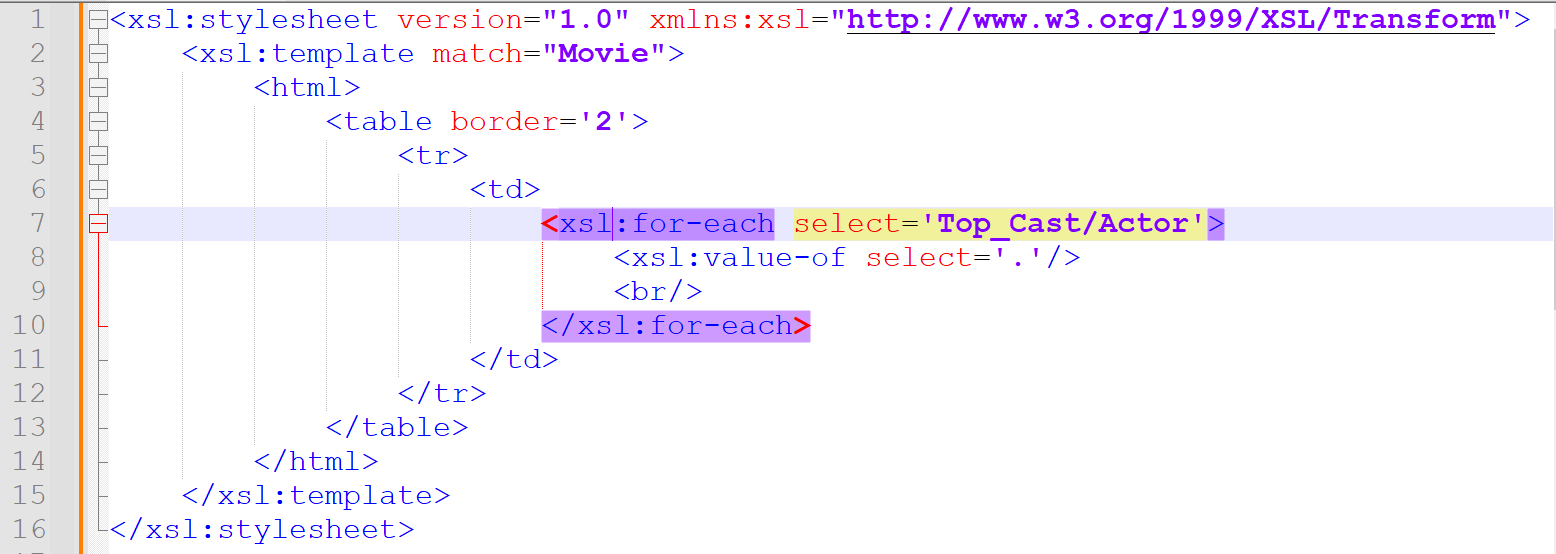 1 <xsl:stylesheet version="1.0" xmlns:xsl="http://www.w3.org/1999/XSL/Transform">
2 <xsl:template match="Movie">
3 <html>
4 <table border='2'>
5 <tr>
6 <td>
7 <xsl:for-each select='Top_Cast/Actor'>
8 <xsl:value-of select='.'/>
9 <br/>
10 </xsl:for-each>
11 </td>
12 </tr>
13 </table>
14 </html>
15 </xsl:template>
16 </xsl:stylesheet>